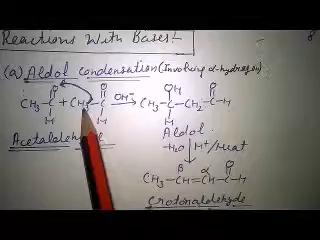 Reactions With Bases:- 8
(a) Aldol condensation (Involving α-hydrogen)
O O OH O
CH3-C + CH3-C OH⁻ CH3-C-CH2-C-H
H H H
Acetaldehyde Aldol
-H2O H⁺/Heat
β α O
CH3-CH=CH-C-H
Crotonaldehyde